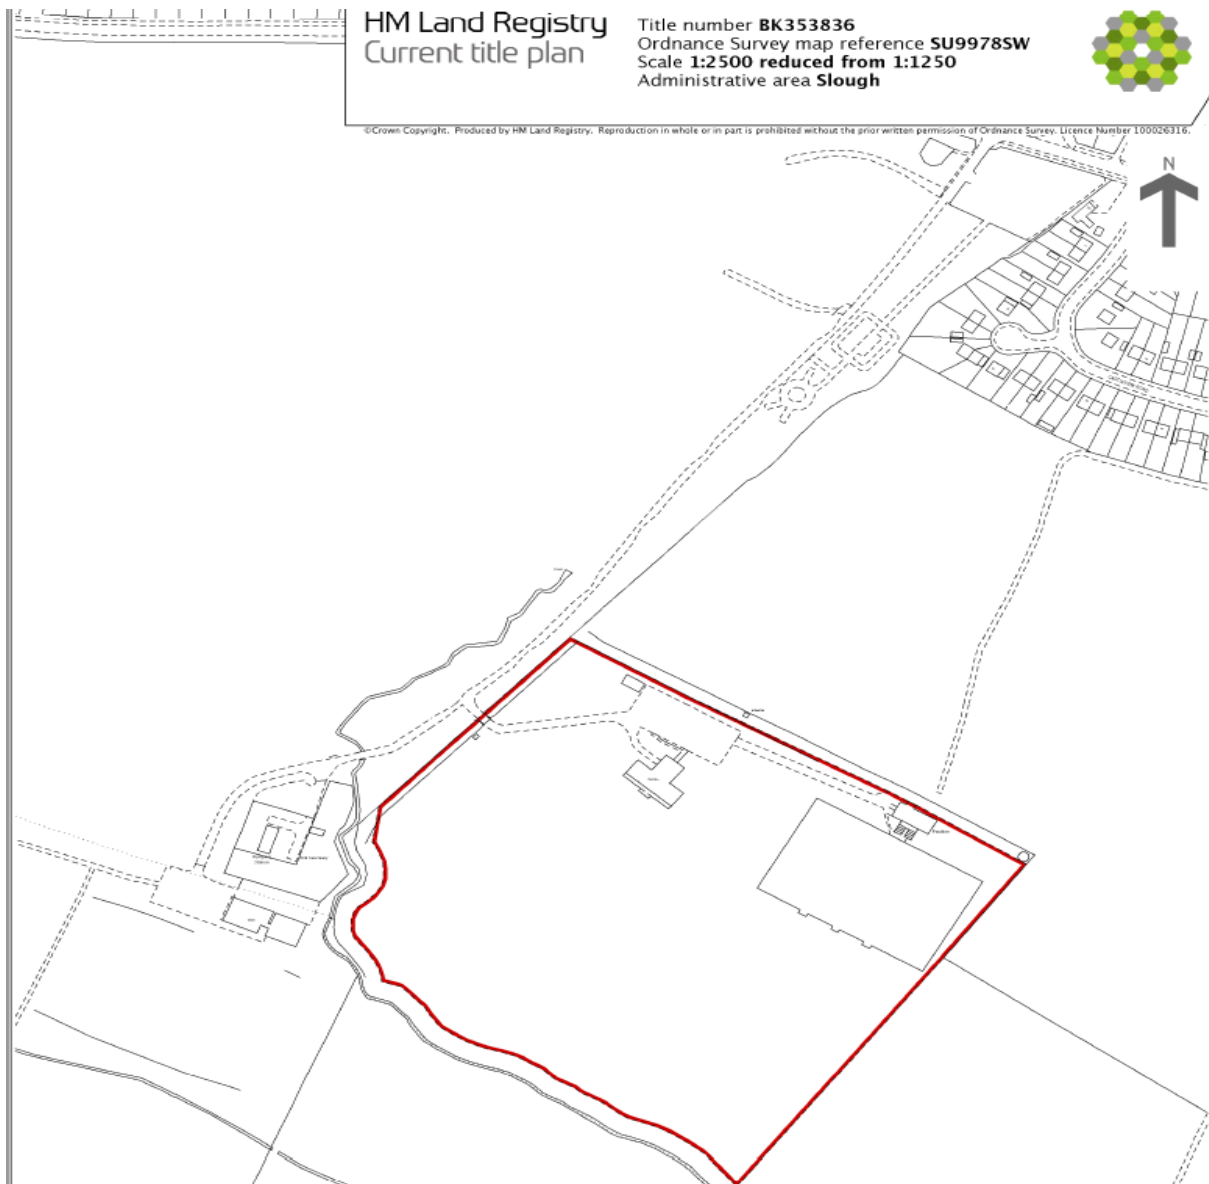 HM Land Registry
Current title plan
Title number BK353836
Ordnance Survey map reference SU9978SW
Scale 1:2500 reduced from 1:1250
Administrative area Slough
©Crown Copyright. Produced by HM Land Registry. Reproduction in whole or in part is prohibited without the prior written permission of Ordnance Survey. Licence Number 100026316.
N